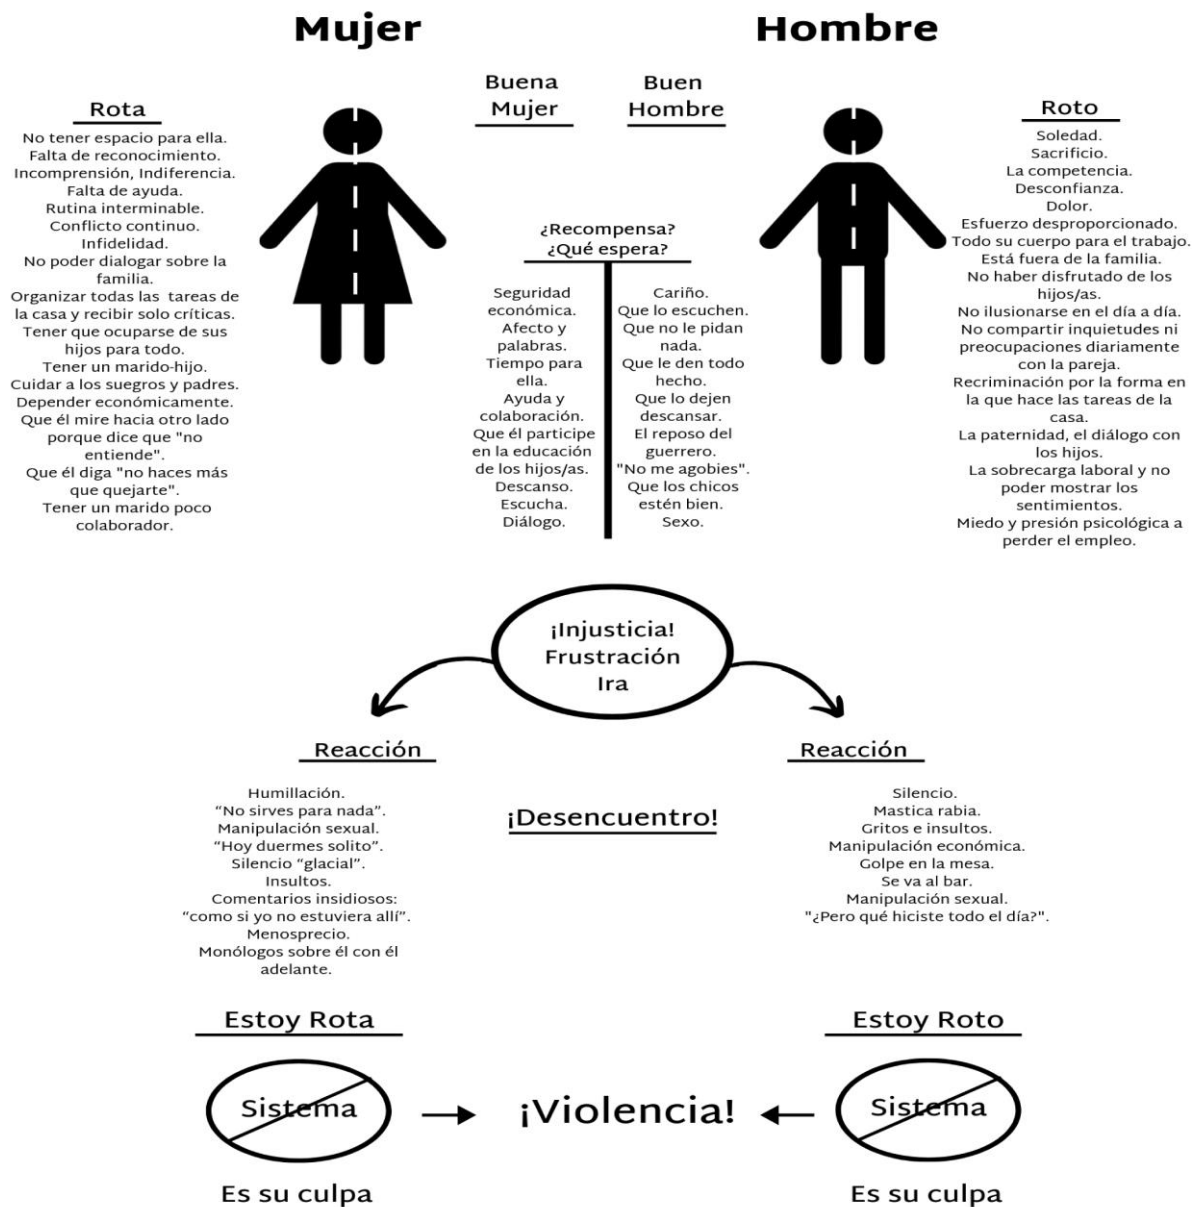 Mujer
Hombre
Rota
No tener espacio para ella.
Falta de reconocimiento.
Incomprensión, Indiferencia.
Falta de ayuda.
Rutina interminable.
Conflicto continuo.
Infidelidad.
No poder dialogar sobre la
familia.
Organizar todas las tareas de
la casa y recibir solo críticas.
Tener que ocuparse de sus
hijos para todo.
Tener un marido-hijo.
Cuidar a los suegros y padres.
Depender económicamente.
Que él mire hacia otro lado
porque dice que "no
entiende".
Que él diga "no haces más
que quejarte".
Tener un marido poco
colaborador.
Buena
Mujer
Buen
Hombre
¿Recompensa?
¿Qué espera?
Seguridad
económica.
Afecto y
palabras.
Tiempo para
ella.
Ayuda y
colaboración.
Que él participe
en la educación
de los hijos/as.
Descanso.
Escucha.
Diálogo.
Cariño.
Que lo escuchen.
Que no le pidan
nada.
Que le den todo
hecho.
Que lo dejen
descansar.
El reposo del
guerrero.
"No me agobies".
Que los chicos
estén bien.
Sexo.
Roto
Soledad.
Sacrificio.
La competencia.
Desconfianza.
Dolor.
Esfuerzo desproporcionado.
Todo su cuerpo para el trabajo.
Está fuera de la familia.
No haber disfrutado de los
hijos/as.
No ilusionarse en el día a día.
No compartir inquietudes ni
preocupaciones diariamente
con la pareja.
Recriminación por la forma en
la que hace las tareas de la
casa.
La paternidad, el diálogo con
los hijos.
La sobrecarga laboral y no
poder mostrar los
sentimientos.
Miedo y presión psicológica a
perder el empleo.
¡Injusticia!
Frustración
Ira
Reacción
Humillación.
“No sirves para nada”.
Manipulación sexual.
“Hoy duermes solito”.
Silencio “glacial”.
Insultos.
Comentarios insidiosos:
“como si yo no estuviera allí”.
Menosprecio.
Monólogos sobre él con él
adelante.
¡Desencuentro!
Reacción
Silencio.
Mastica rabia.
Gritos e insultos.
Manipulación económica.
Golpe en la mesa.
Se va al bar.
Manipulación sexual.
"¿Pero qué hiciste todo el día?".
Estoy Rota
Estoy Roto
Sistema
¡Violencia!
Sistema
Es su culpa
Es su culpa